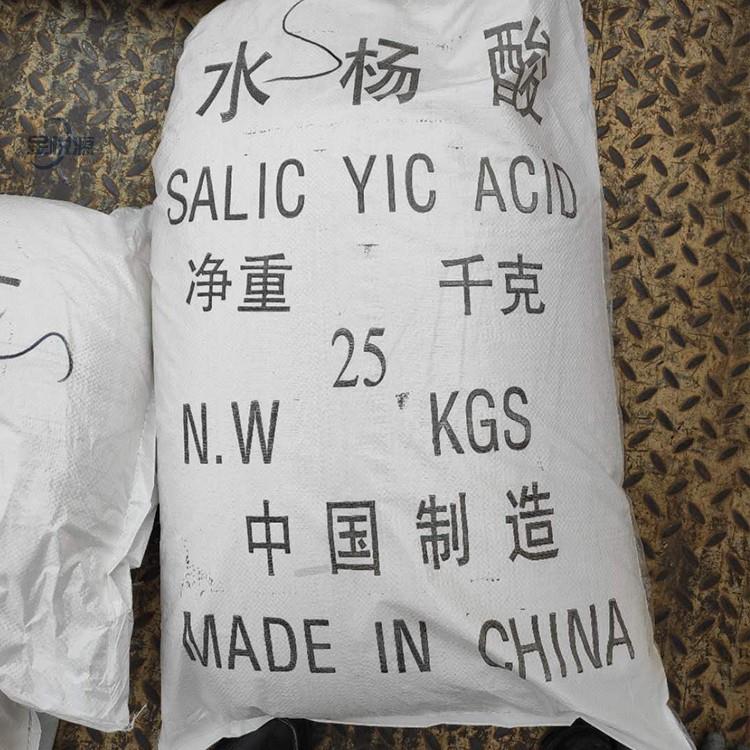 水 杨 酸
SALIC YIC ACID
净重 千克
25
N.W KGS
中 国 制 造
MADE IN CHINA